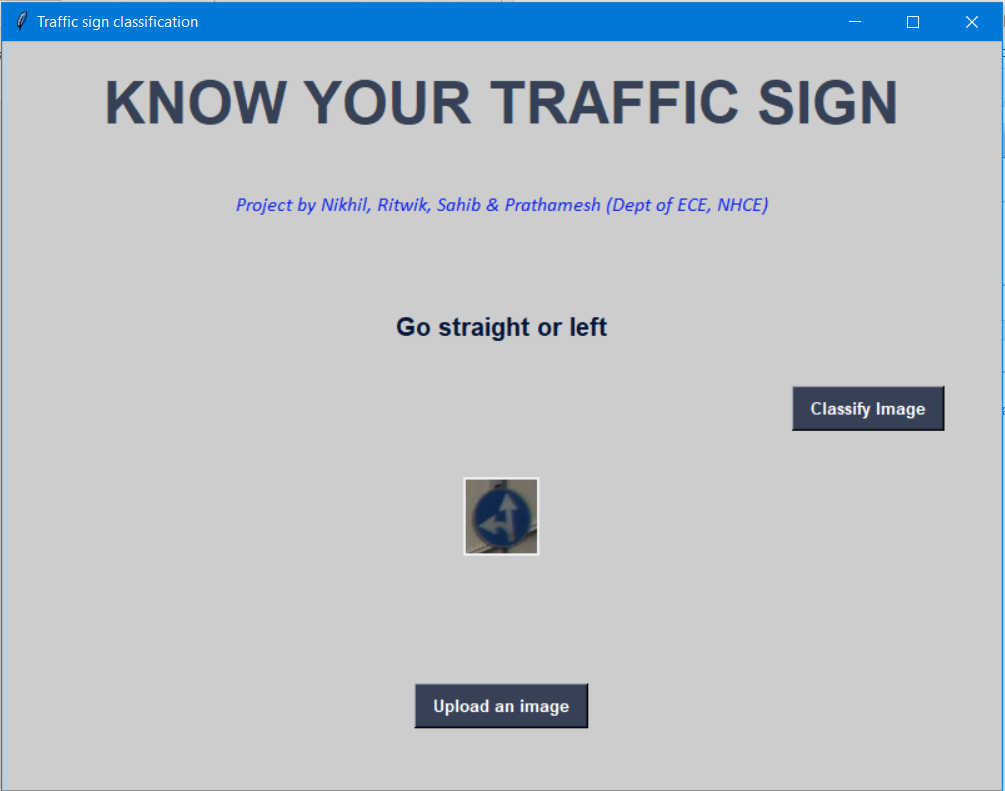 Traffic sign classification
KNOW YOUR TRAFFIC SIGN
Project by Nikhil, Ritwik, Sahib & Prathamesh (Dept of ECE, NHCE)
Go straight or left
Classify Image
Upload an image